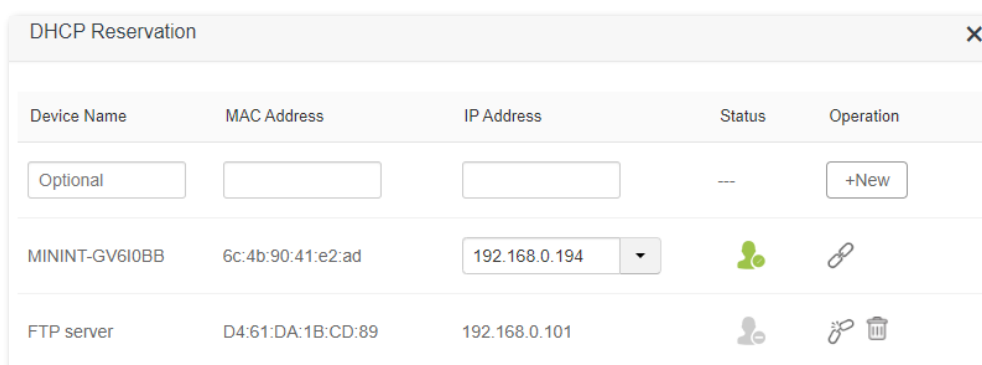 DHCP Reservation
Device Name MAC Address IP Address Status Operation
Optional --- +New
MININT-GV6I0BB 6c:4b:90:41:e2:ad 192.168.0.194
FTP server D4:61:DA:1B:CD:89 192.168.0.101